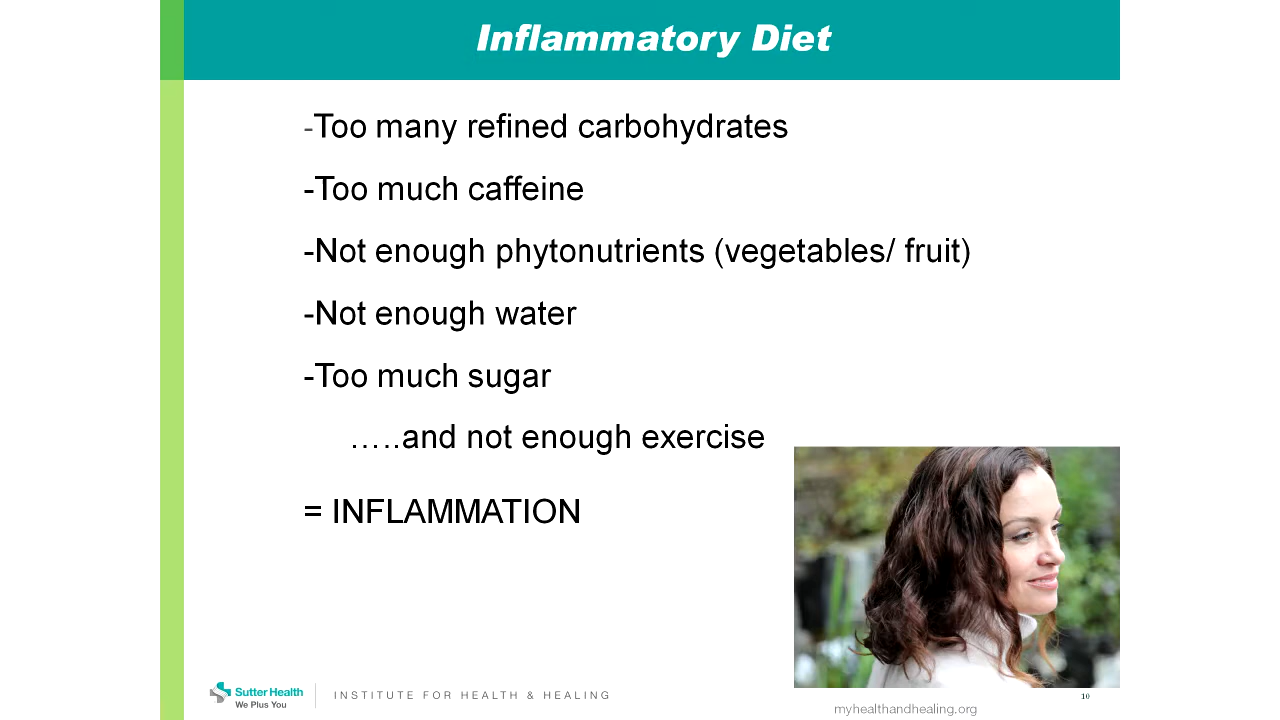 Inflammatory Diet
-Too many refined carbohydrates
-Too much caffeine
-Not enough phytonutrients (vegetables/ fruit)
-Not enough water
-Too much sugar
…..and not enough exercise
= INFLAMMATION
Sutter Health
We Plus You
INSTITUTE FOR HEALTH & HEALING
10
myhealthandhealing.org